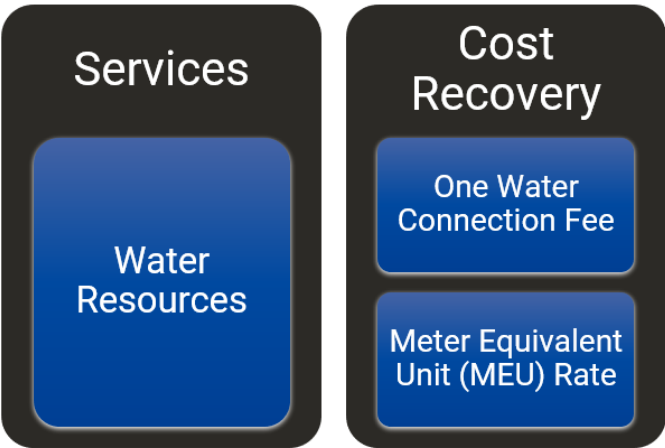 Services
Water
Resources
Cost
Recovery
One Water
Connection Fee
Meter Equivalent
Unit (MEU) Rate